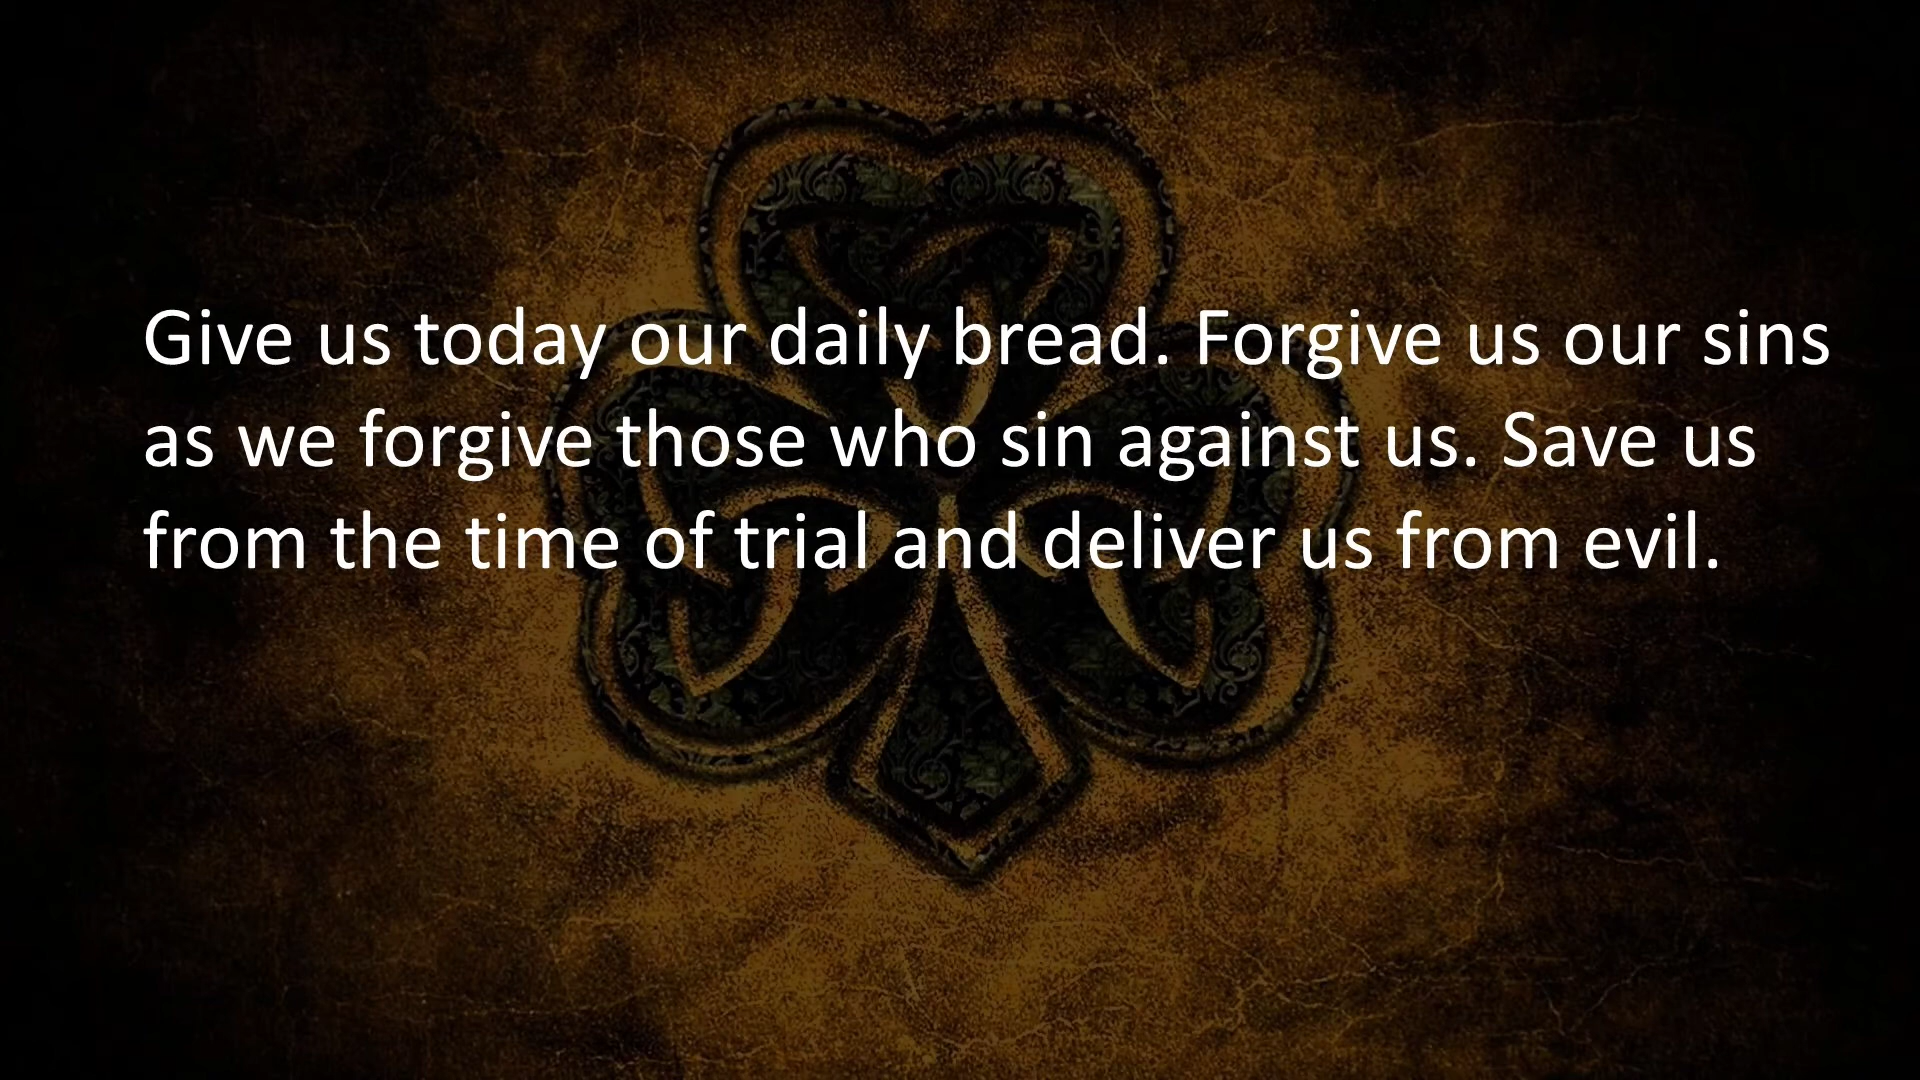 Give us today our daily bread. Forgive us our sins
as we forgive those who sin against us. Save us
from the time of trial and deliver us from evil.